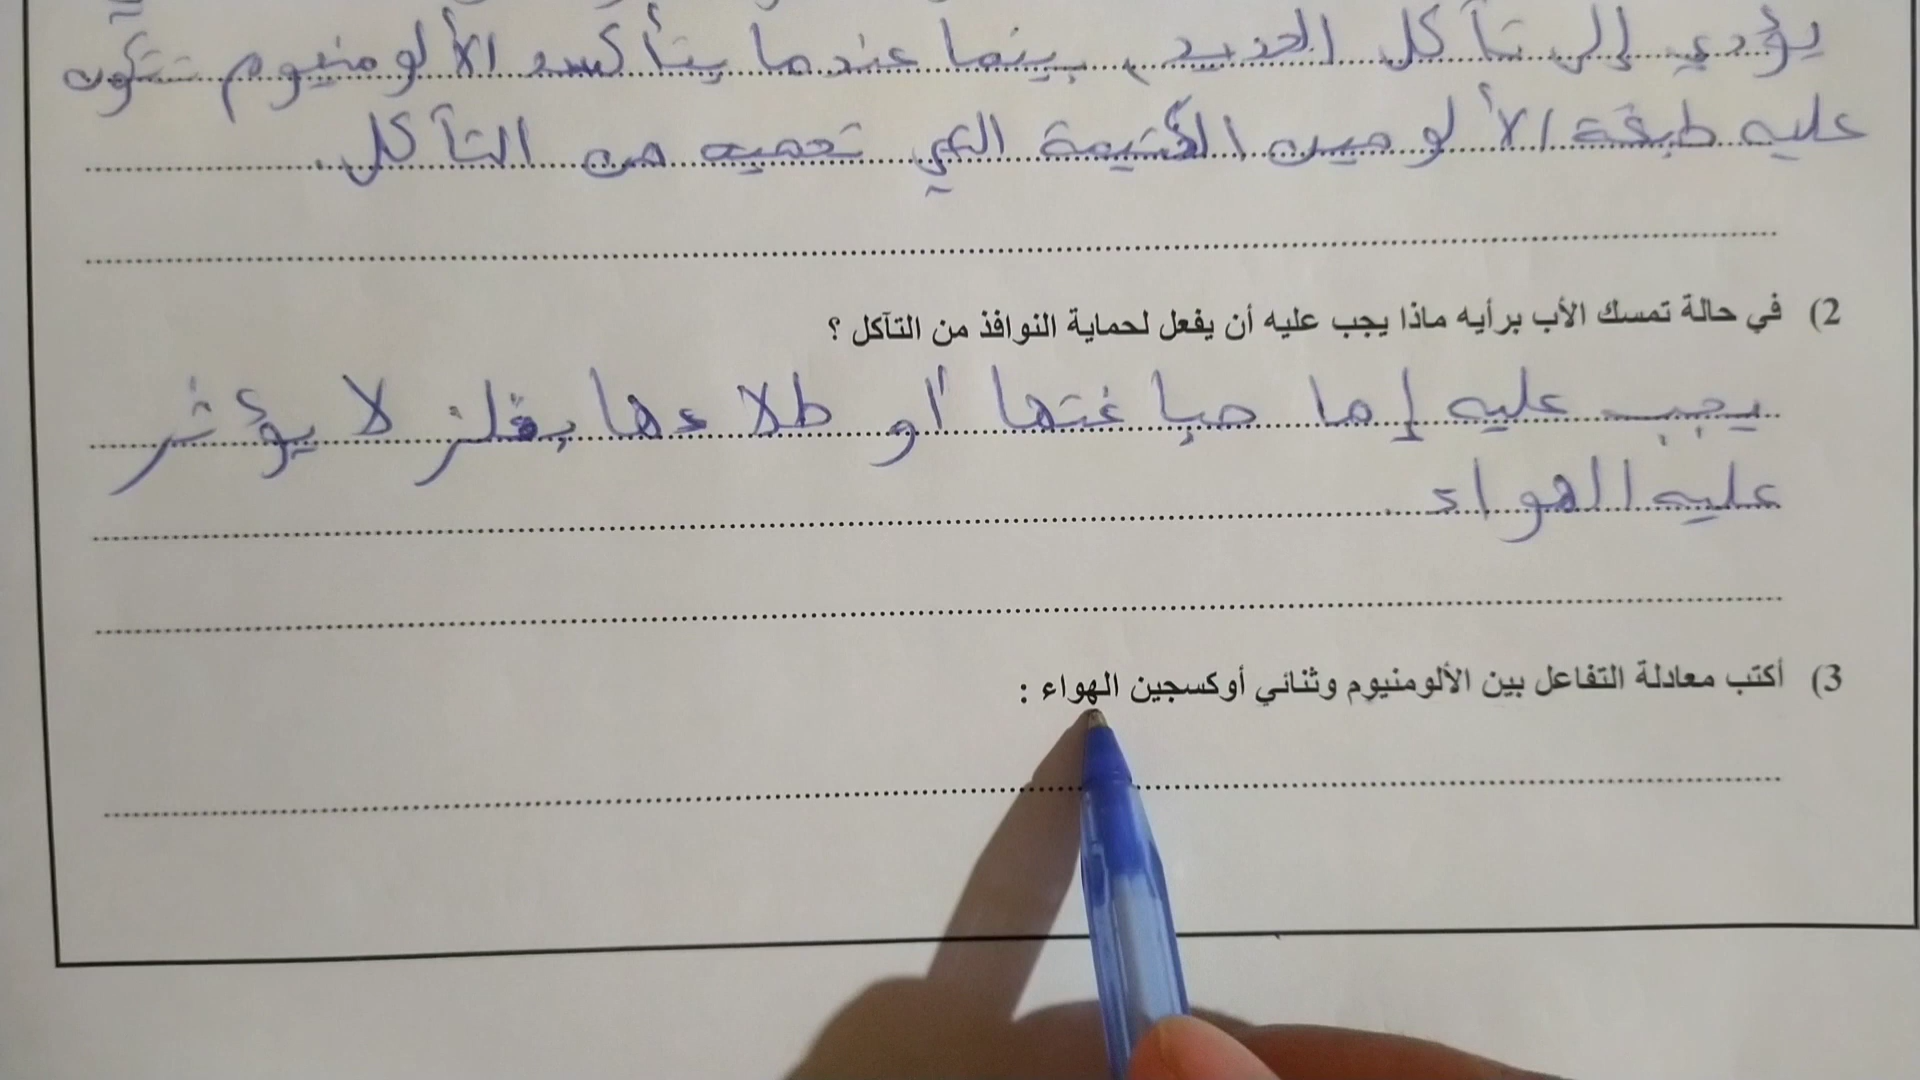 يؤدي إلى تآكل الحديد، بينما عندما يتأكسد الألومنيوم تتكون
عليه طبقة الألومين الكتيمة التي تحميه من التآكل.
2) في حالة تمسك الأب برأيه ماذا يجب عليه أن يفعل لحماية النوافذ من التآكل ؟
يجب عليه إما صباغتها أو طلاءها بفلز لا يؤثر
عليه الهواء
3) أكتب معادلة التفاعل بين الألومنيوم وثنائي أوكسجين الهواء :